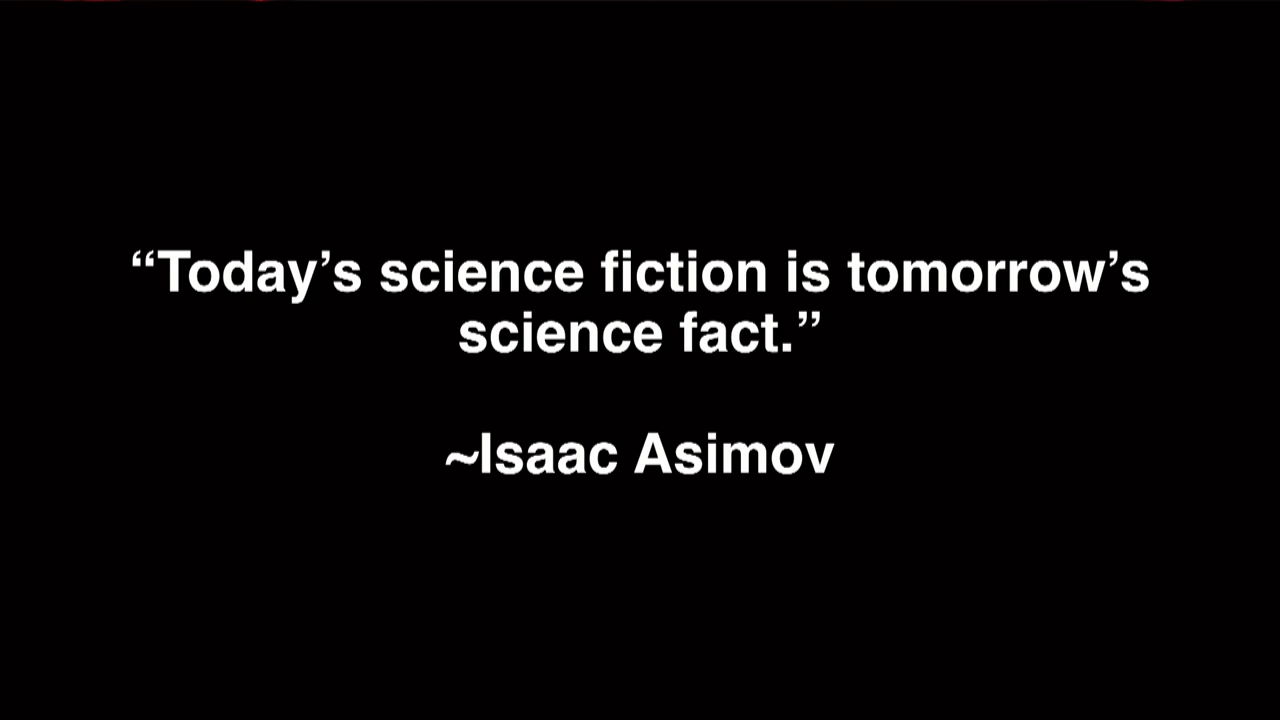 “Today’s science fiction is tomorrow’s
science fact.”
~Isaac Asimov